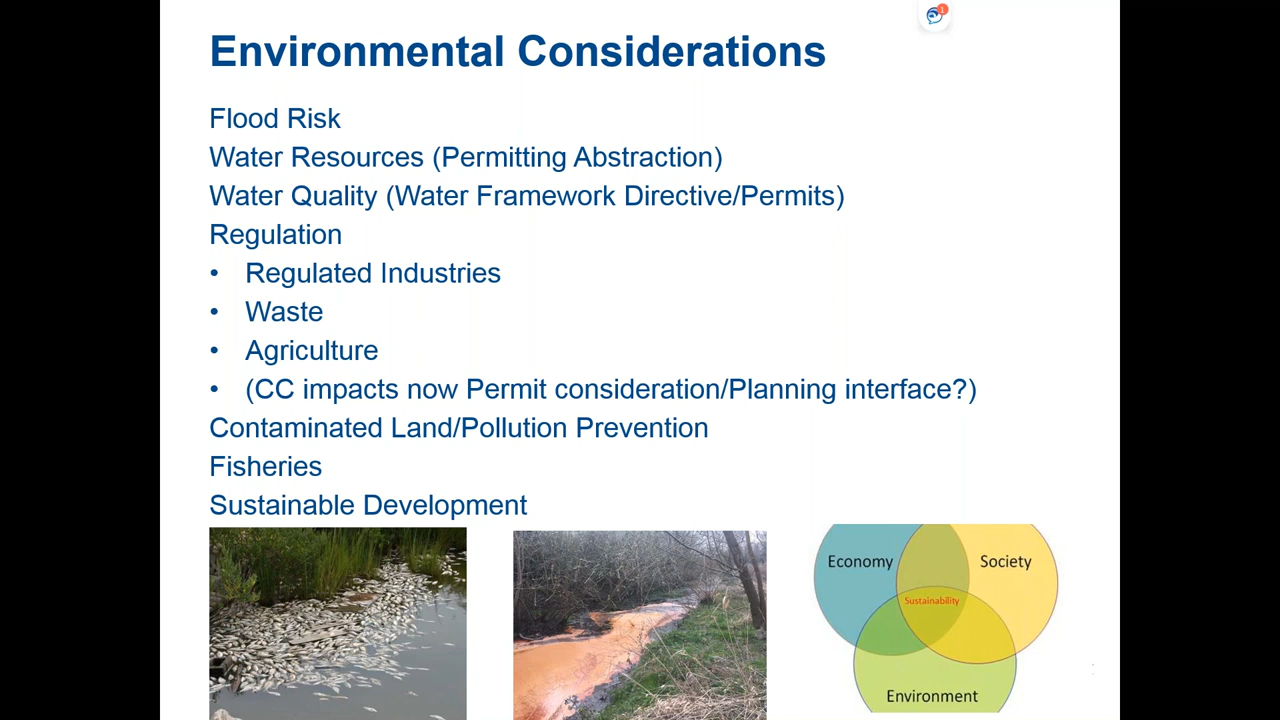 1
Environmental Considerations
Flood Risk
Water Resources (Permitting Abstraction)
Water Quality (Water Framework Directive/Permits)
Regulation
• Regulated Industries
• Waste
• Agriculture
• (CC impacts now Permit consideration/Planning interface?)
Contaminated Land/Pollution Prevention
Fisheries
Sustainable Development
Economy
Society
Sustainability
Environment